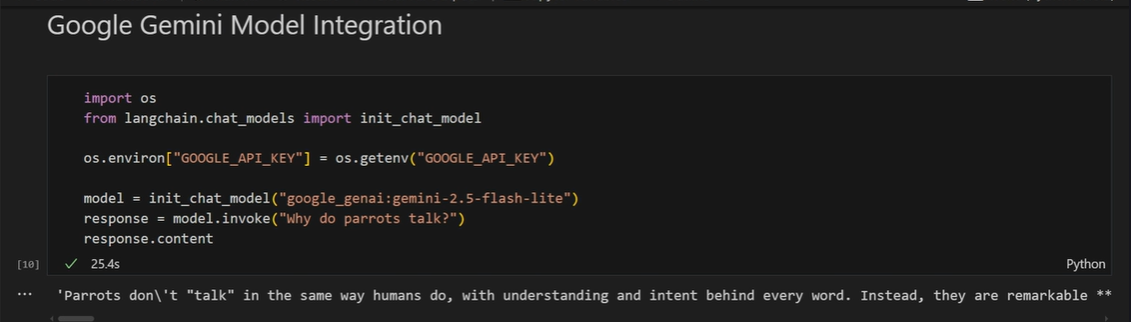 Google Gemini Model Integration
import os
from langchain.chat_models import init_chat_model
os.environ["GOOGLE_API_KEY"] = os.getenv("GOOGLE_API_KEY")
model = init_chat_model("google_genai:gemini-2.5-flash-lite")
response = model.invoke("Why do parrots talk?")
response.content
[10] ✓ 25.4s Python
... 'Parrots don\'t "talk" in the same way humans do, with understanding and intent behind every word. Instead, they are remarkable **